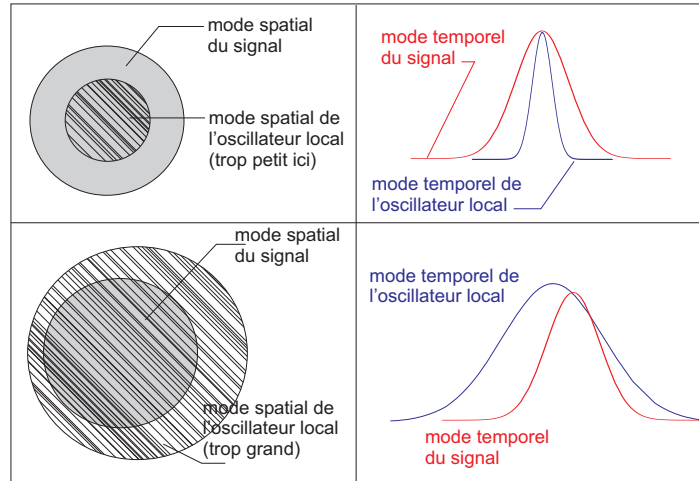 mode spatial
du signal
mode spatial de
l'oscillateur local
(trop petit ici)
mode temporel
du signal
mode temporel de
l'oscillateur local
mode spatial
du signal
mode spatial de
l'oscillateur local
(trop grand)
mode temporel de
l'oscillateur local
mode temporel
du signal